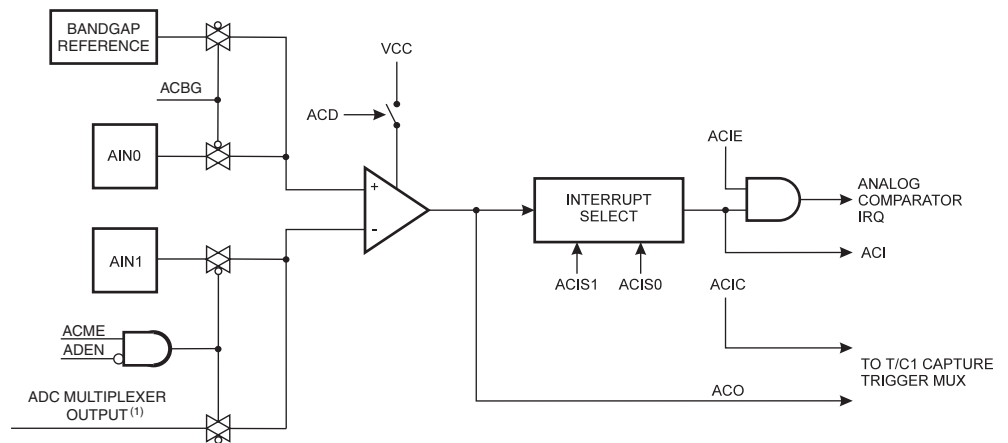 BANDGAP
REFERENCE
ACBG
AIN0
AIN1
ACME
ADEN
ADC MULTIPLEXER
OUTPUT (1)
VCC
ACD
+
-
INTERRUPT
SELECT
ACIS1 ACIS0
ACIE
ANALOG
COMPARATOR
IRQ
ACI
ACIC
TO T/C1 CAPTURE
TRIGGER MUX
ACO